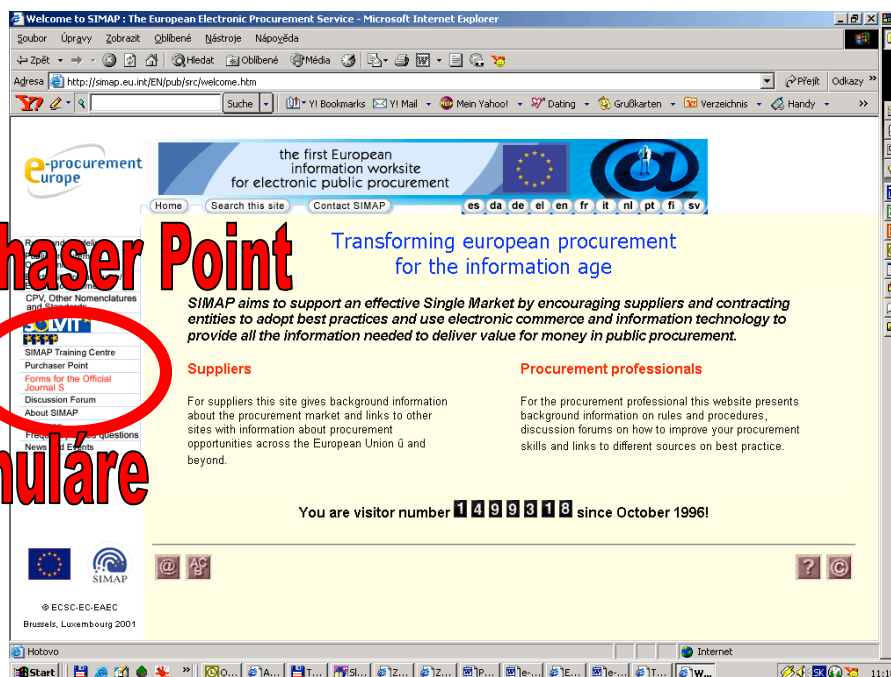 Welcome to SIMAP : The European Electronic Procurement Service - Microsoft Internet Explorer
Soubor Úpravy Zobrazit Oblíbené Nástroje Nápověda
Zpět Hledat Oblíbené Média
Adresa http://simap.eu.int/EN/pub/src/welcome.htm Přejít Odkazy »
Y! Suche Y! Bookmarks Y! Mail Mein Yahoo! Dating Grußkarten Verzeichnis Handy »
e-procurement
europe
the first European
information worksite
for electronic public procurement
Home Search this site Contact SIMAP es da de el en fr it nl pt fi sv
haser Point
CPV, Other Nomenclatures
and Standards
SOLVIT
SIMAP Training Centre
Purchaser Point
Forms for the Official
Journal S
Discussion Forum
About SIMAP
questions
News and Events
nuláre
Transforming european procurement
for the information age
SIMAP aims to support an effective Single Market by encouraging suppliers and contracting
entities to adopt best practices and use electronic commerce and information technology to
provide all the information needed to deliver value for money in public procurement.
Suppliers
For suppliers this site gives background information
about the procurement market and links to other
sites with information about procurement
opportunities across the European Union û and
beyond.
Procurement professionals
For the procurement professional this website presents
background information on rules and procedures,
discussion forums on how to improve your procurement
skills and links to different sources on best practice.
You are visitor number 1499318 since October 1996!
SIMAP
@ ? ©
© ECSC-EC-EAEC
Brussels, Luxembourg 2001
Hotovo Internet
Start » O... A... T... Sl... Z... Z... P... e-... E... e-... T... W... SK 11:1